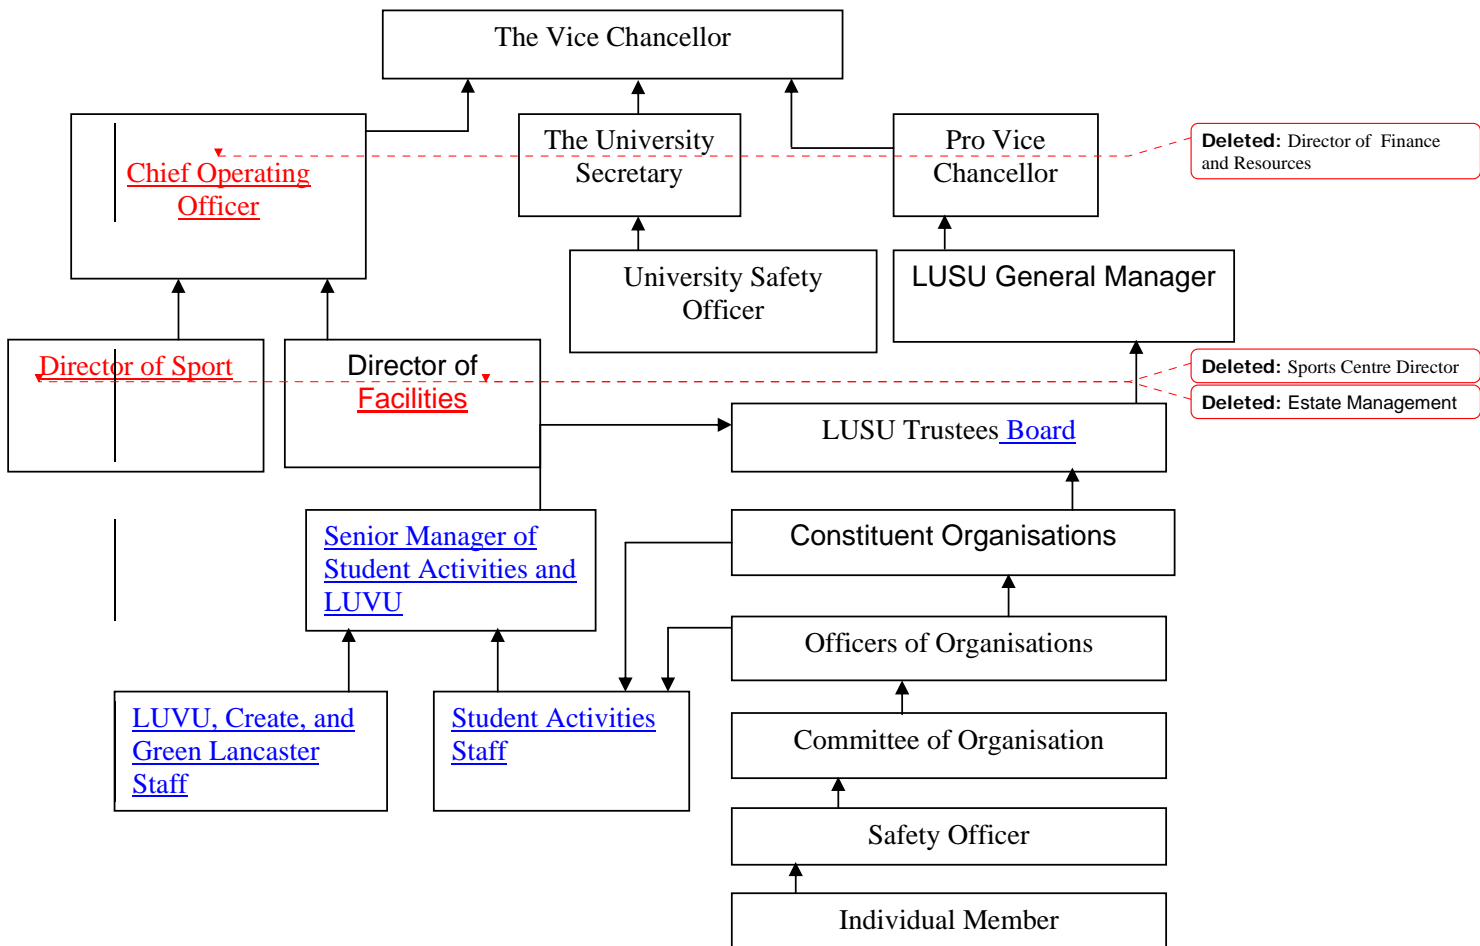 The Vice Chancellor
Chief Operating
Officer
The University
Secretary
Pro Vice
Chancellor
Deleted: Director of  Finance
and Resources
University Safety
Officer
LUSU General Manager
Director of Sport
Director of
Facilities
Deleted: Sports Centre Director
Deleted: Estate Management
LUSU Trustees Board
Senior Manager of
Student Activities and
LUVU
Constituent Organisations
Officers of Organisations
LUVU, Create, and
Green Lancaster
Staff
Student Activities
Staff
Committee of Organisation
Safety Officer
Individual Member